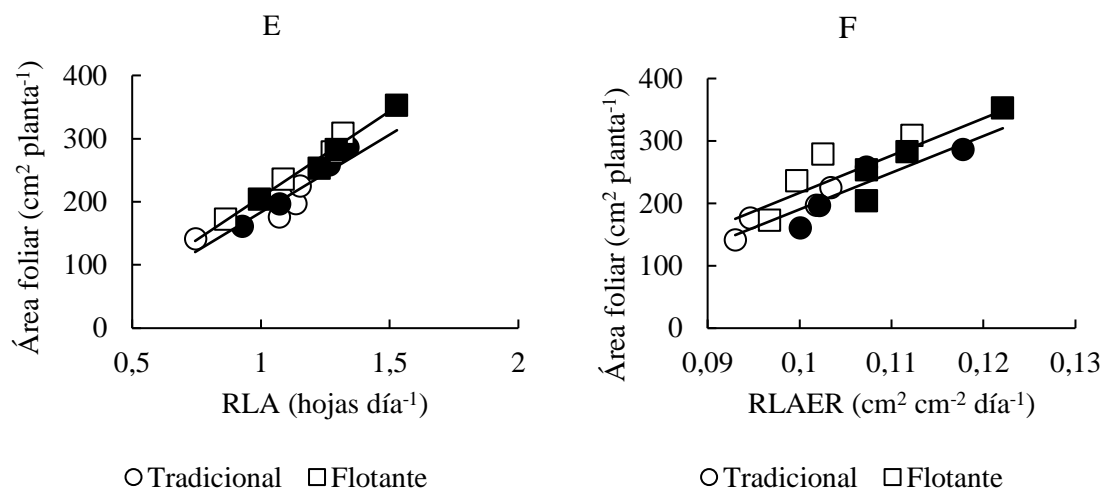 E
Área foliar (cm² planta⁻¹)
400
300
200
100
0
0,5
1
1,5
2
RLA (hojas día⁻¹)
Tradicional
Flotante
F
Área foliar (cm² planta⁻¹)
400
300
200
100
0
0,09
0,1
0,11
0,12
0,13
RLAER (cm² cm⁻² día⁻¹)
Tradicional
Flotante